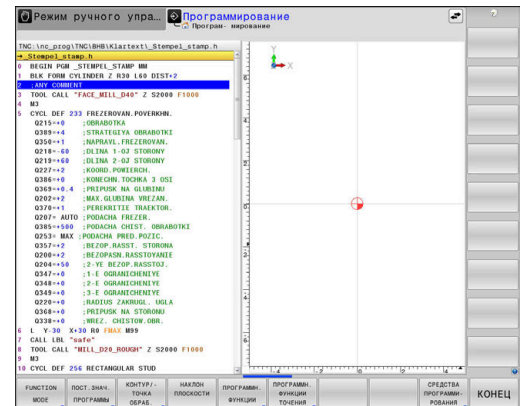 Режим ручного упра...
Программирование
Програм- мирование
TNC:\nc_prog\TNC\BHB\Klartext\_Stempel_stamp.h
→_Stempel_stamp.h
0 BEGIN PGM _STEMPEL_STAMP MM
1 BLK FORM CYLINDER Z R30 L60 DIST+2
2 ;ANY COMMENT
3 TOOL CALL "FACE_MILL_D40" Z S2000 F1000
4 M3
5 CYCL DEF 233 FREZEROVAN.POVERKHN.
Q215=+0 ;OBRABOTKA
Q389=+4 ;STRATEGIYA OBRABOTKI
Q350=+1 ;NAPRAVL.FREZEROVAN.
Q218=-60 ;DLINA 1-OJ STORONY
Q219=+60 ;DLINA 2-OJ STORONY
Q227=+2 ;KOORD.POWIERCH.
Q386=+0 ;KONECHN.TOCHKA 3 OSI
Q369=+0.4 ;PRIPUSK NA GLUBINU
Q202=+2 ;MAX.GLUBINA VREZAN.
Q370=+1 ;PEREKRITIE TRAEKTOR.
Q207= AUTO ;PODACHA FREZER.
Q385=+500 ;PODACHA CHIST. OBRABOTKI
Q253= MAX ;PODACHA PRED.POZIC.
Q357=+2 ;BEZOP.RASST. STORONA
Q200=+2 ;BEZOPASN.RASSTOYANIE
Q204=+50 ;2-YE BEZOP.RASSTOJ.
Q347=+0 ;1-E OGRANICHENIYE
Q348=+0 ;2-E OGRANICHENIYE
Q349=+0 ;3-E OGRANICHENIYE
Q220=+0 ;RADIUS ZAKRUGL. UGLA
Q368=+0 ;PRIPUSK NA STORONU
Q338=+0 ;WREZ. CHISTOW.OBR.
6 L Y-30 X+30 R0 FMAX M99
7 CALL LBL "safe"
8 TOOL CALL "MILL_D20_ROUGH" Z S2000 F1000
9 M3
10 CYCL DEF 256 RECTANGULAR STUD
Y
X
FUNCTION MODE
ПОСТ.ЗНАЧ. ПРОГРАММЫ
КОНТУР/- ТОЧКА ОБРАБ.
НАКЛОН ПЛОСКОСТИ
ПРОГРАММН. ФУНКЦИИ
ПРОГРАММН. ФУНКЦИИ ТОЧЕНИЯ
СРЕДСТВА ПРОГРАММИ- РОВАНИЯ
КОНЕЦ